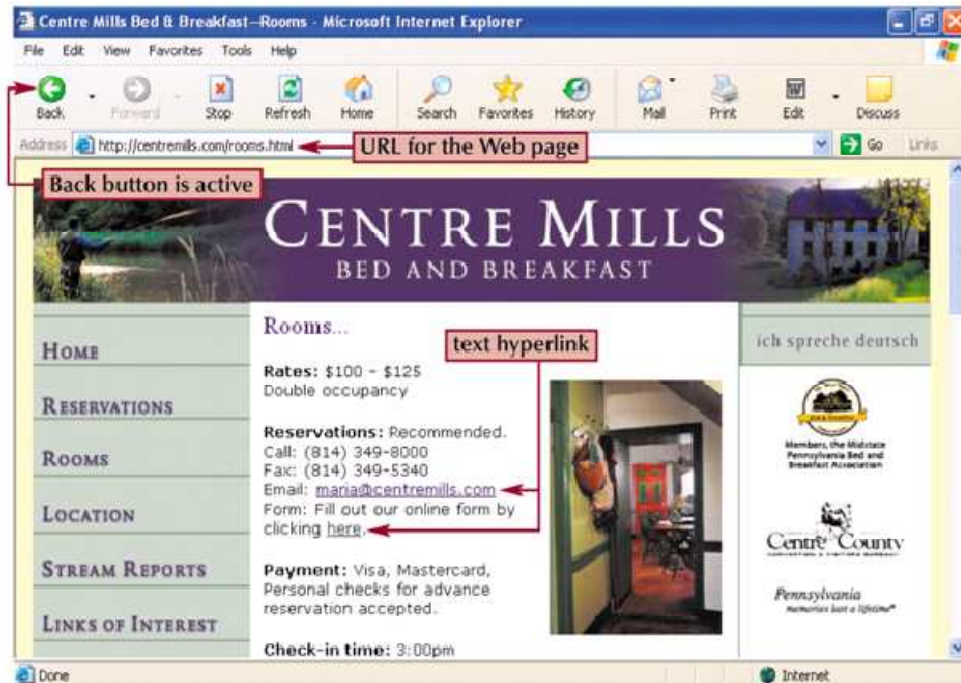 Centre Mills Bed & Breakfast--Rooms - Microsoft Internet Explorer
File Edit View Favorites Tools Help
Back Forward Stop Refresh Home Search Favorites History Mail Print Edit Discuss
Address http://centremills.com/rooms.html Go Links
URL for the Web page
Back button is active
CENTRE MILLS
BED AND BREAKFAST
HOME
RESERVATIONS
ROOMS
LOCATION
STREAM REPORTS
LINKS OF INTEREST
Rooms...
text hyperlink
Rates: $100 - $125
Double occupancy
Reservations: Recommended.
Call: (814) 349-8000
Fax: (814) 349-5340
Email: maria@centremills.com
Form: Fill out our online form by
clicking here.
Payment: Visa, Mastercard,
Personal checks for advance
reservation accepted.
Check-in time: 3:00pm
ich spreche deutsch
Members, the Midstate
Pennsylvania Bed and
Breakfast Association
Centre County
Pennsylvania
memories last a lifetime
Done Internet